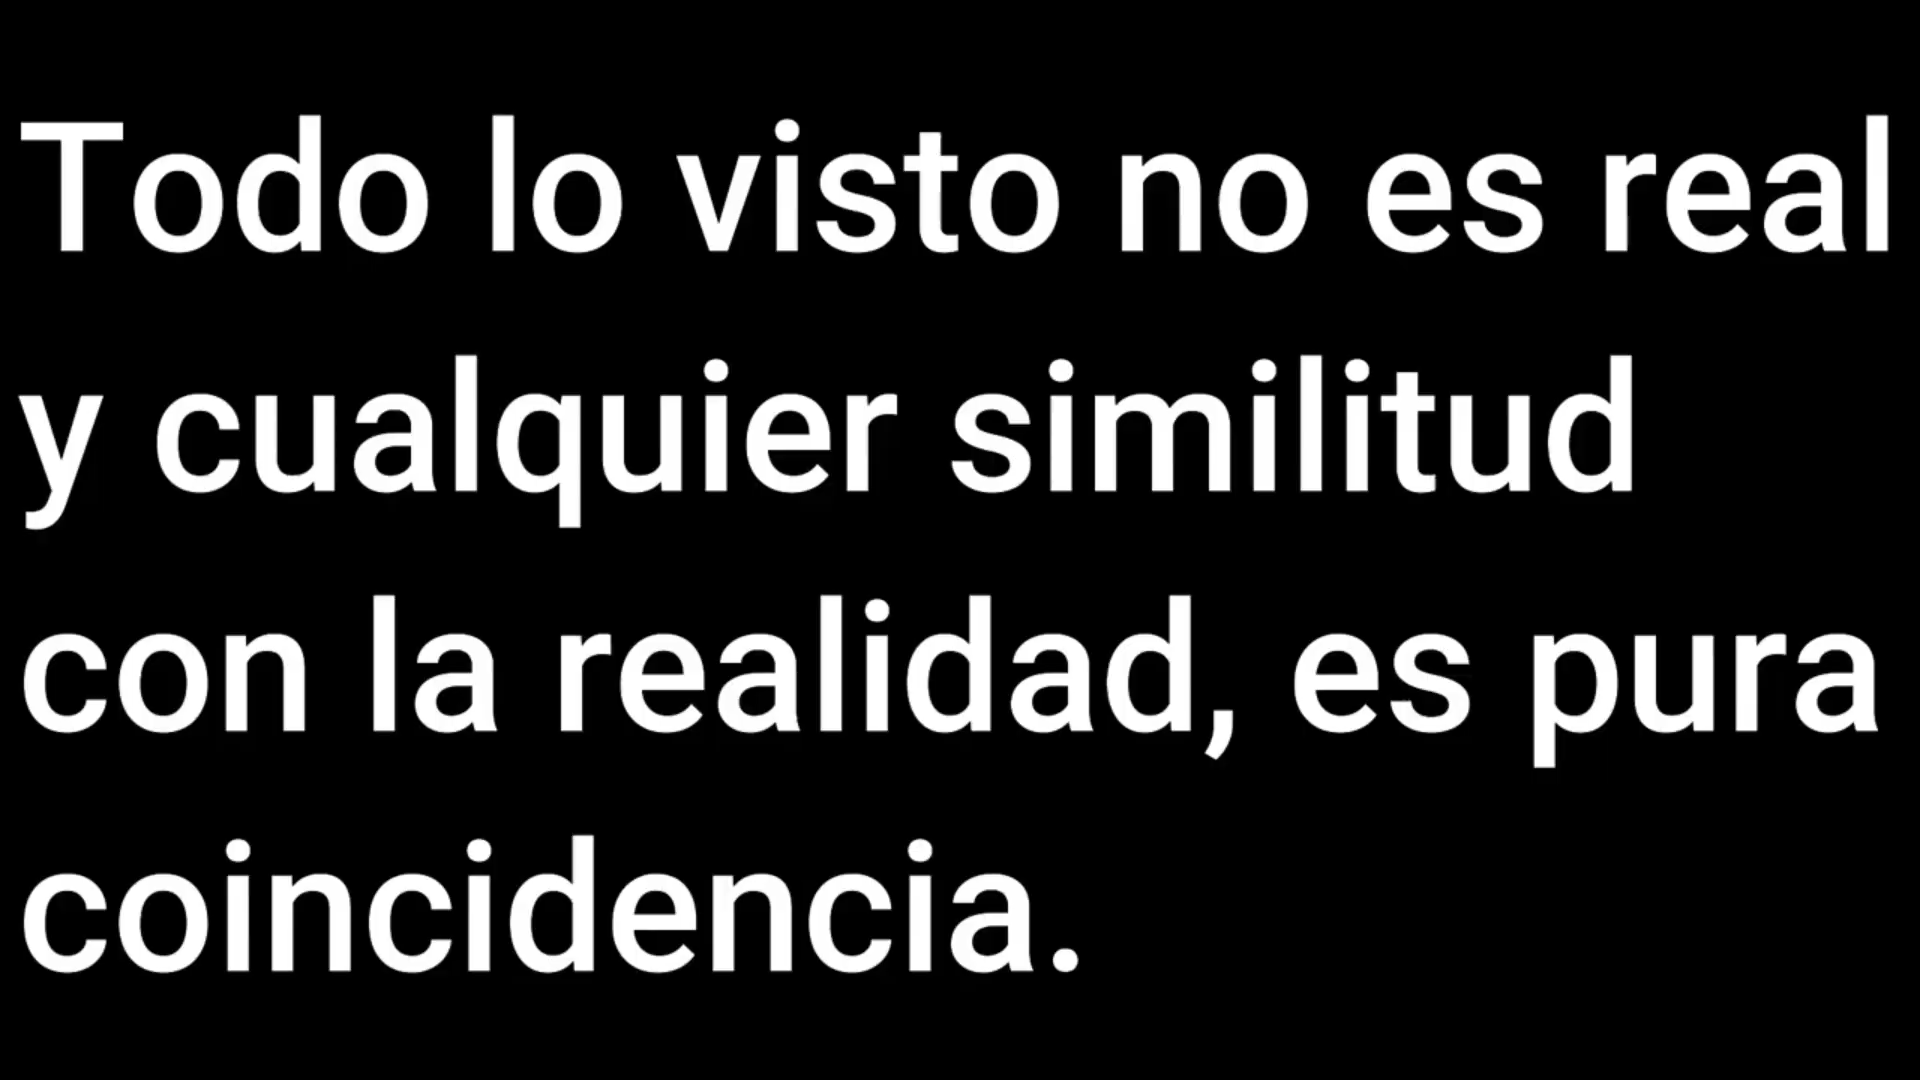 Todo lo visto no es real
y cualquier similitud
con la realidad, es pura
coincidencia.